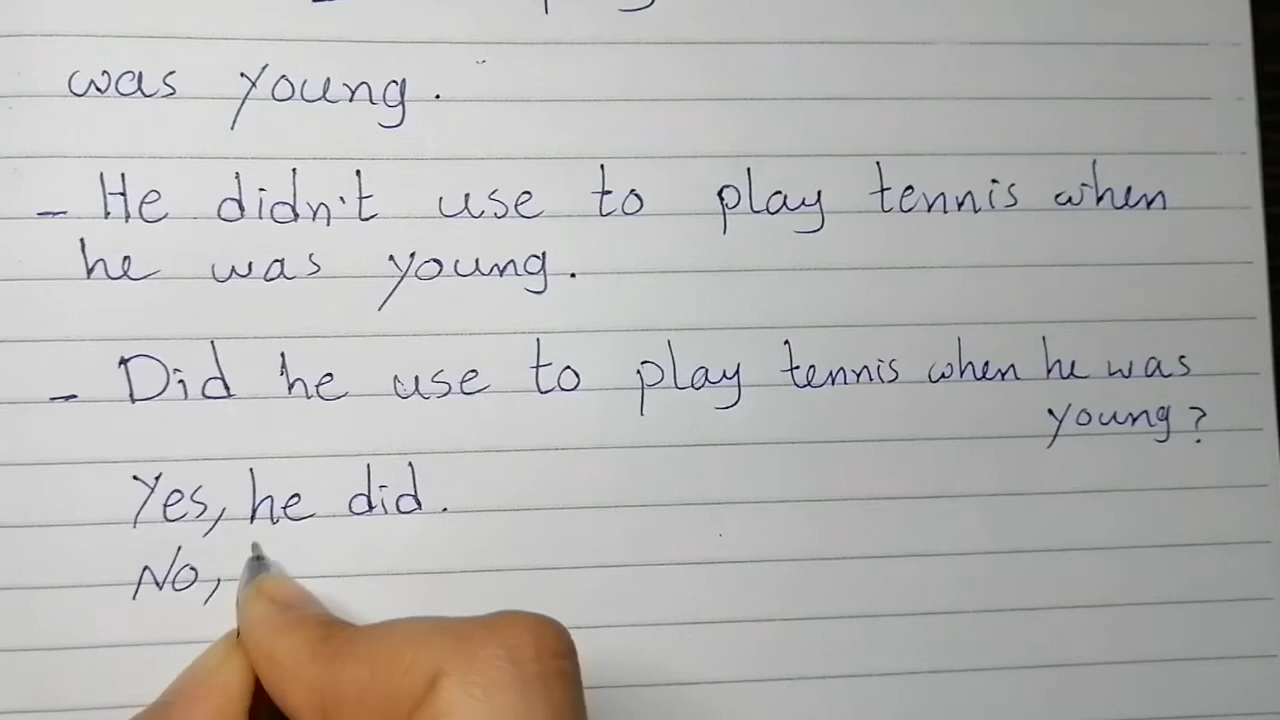 was young.
- He didn't use to play tennis when
he was young.
- Did he use to play tennis when he was
young?
Yes, he did.
No,